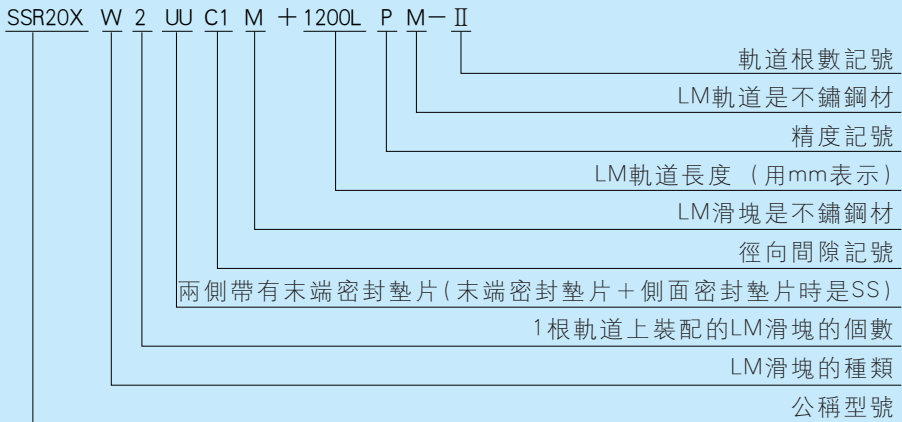 SSR20X W 2 UU C1 M +1200L P M-Ⅱ
軌道根數記號
LM軌道是不鏽鋼材
精度記號
LM軌道長度 (用mm表示)
LM滑塊是不鏽鋼材
徑向間隙記號
兩側帶有末端密封墊片(末端密封墊片+側面密封墊片時是SS)
1根軌道上裝配的LM滑塊的個數
LM滑塊的種類
公稱型號